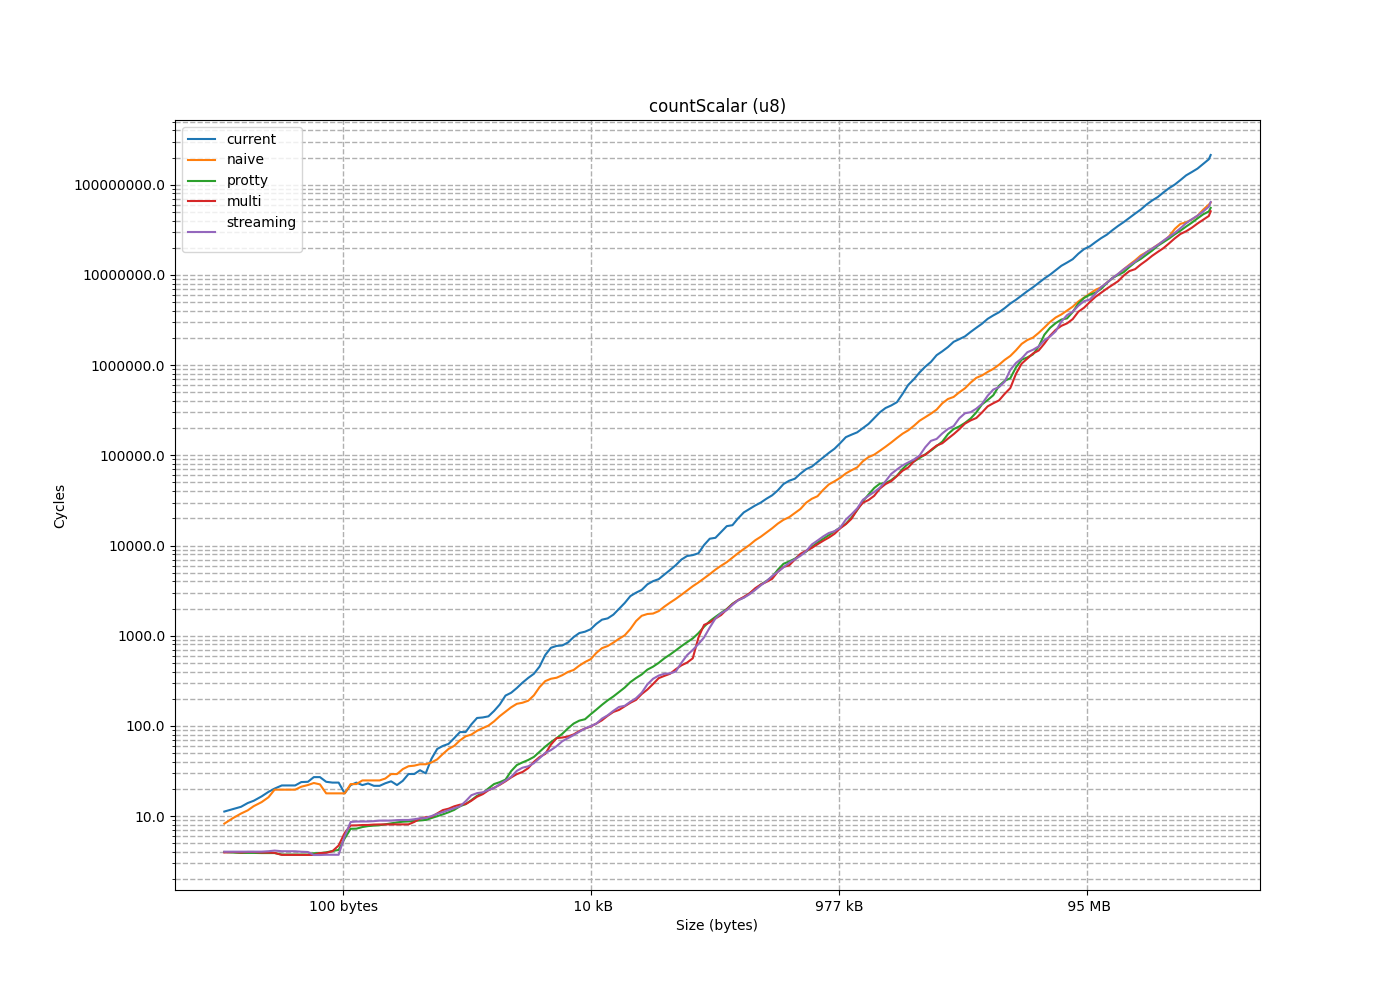 countScalar (u8)
current
naive
protty
multi
streaming
100000000.0
10000000.0
1000000.0
100000.0
10000.0
1000.0
100.0
10.0
Cycles
100 bytes
10 kB
977 kB
95 MB
Size (bytes)